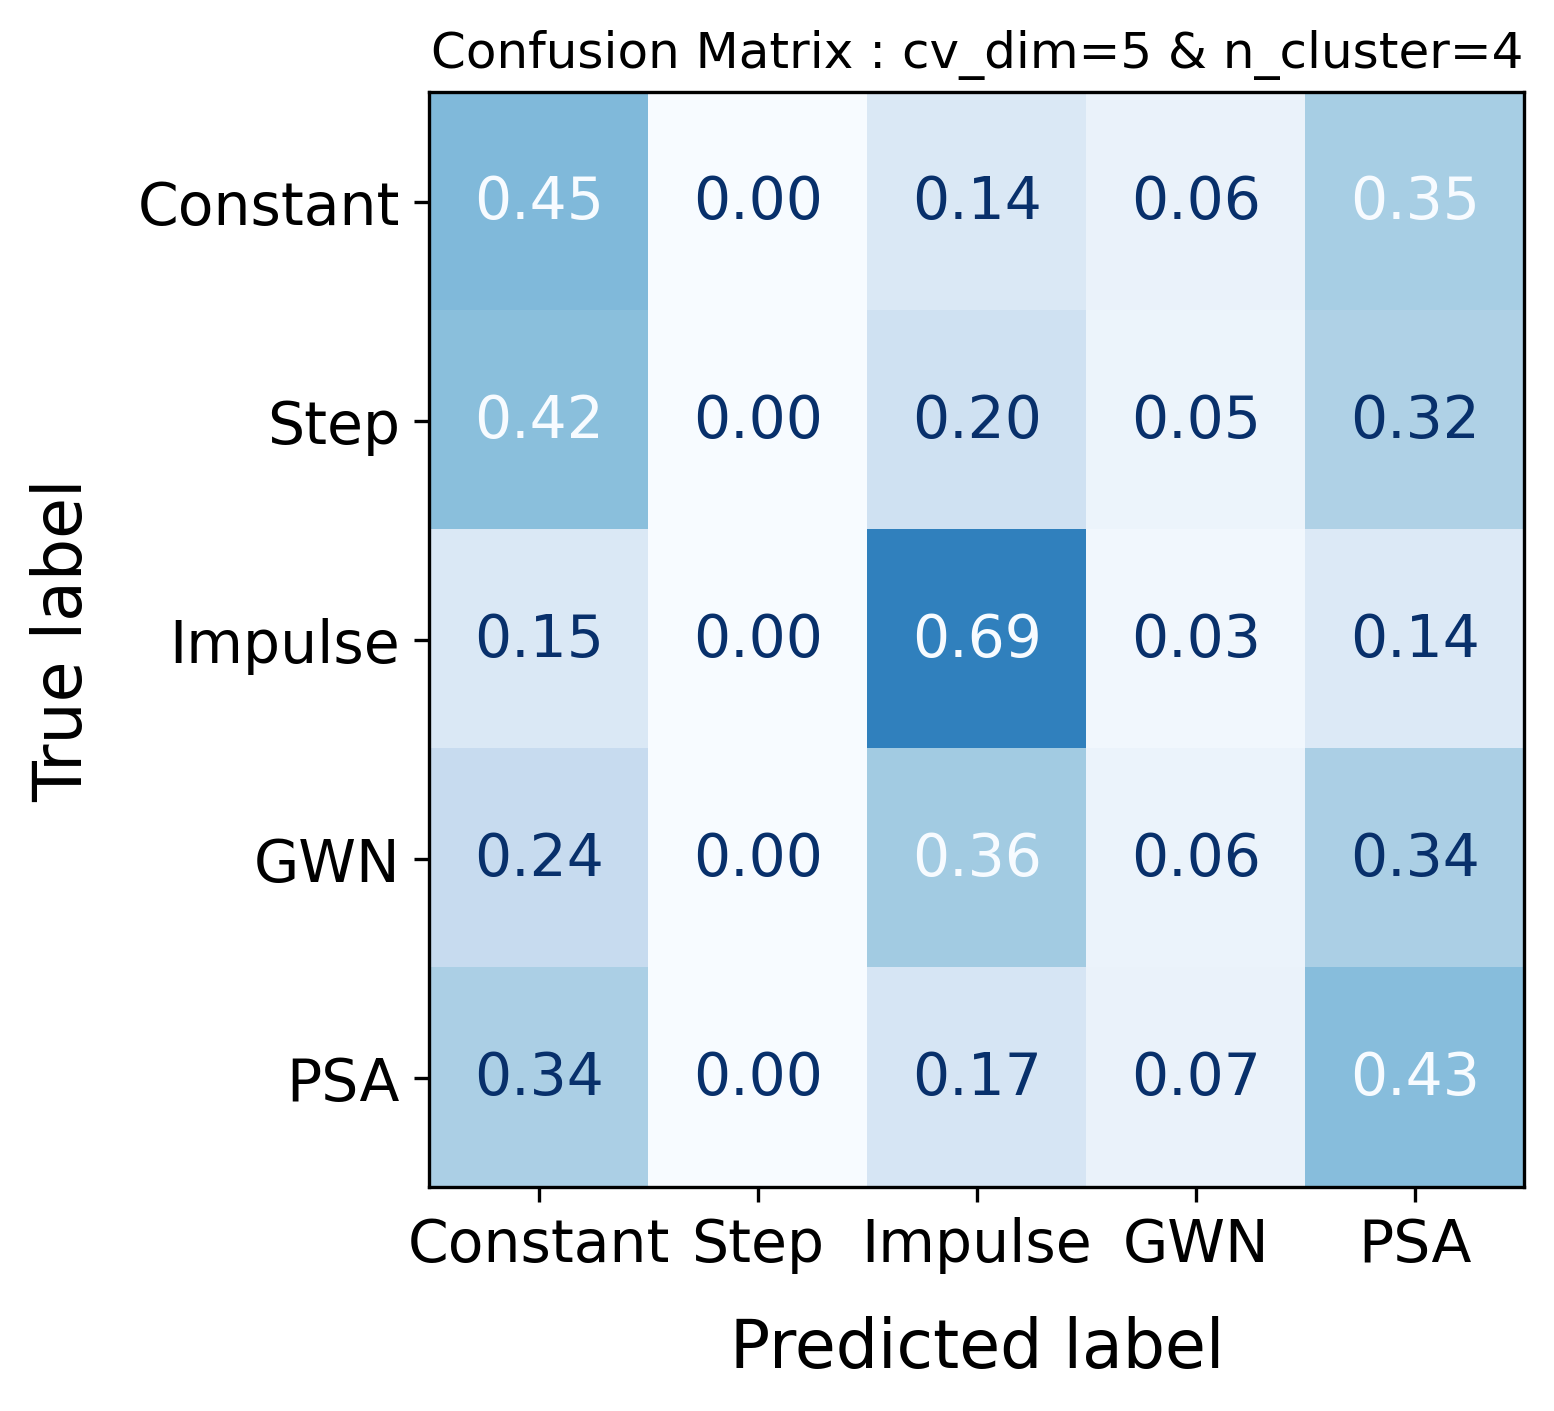 Confusion Matrix : cv_dim=5 & n_cluster=4
True label
Constant 0.45 0.00 0.14 0.06 0.35
Step 0.42 0.00 0.20 0.05 0.32
Impulse 0.15 0.00 0.69 0.03 0.14
GWN 0.24 0.00 0.36 0.06 0.34
PSA 0.34 0.00 0.17 0.07 0.43
Constant Step Impulse GWN PSA
Predicted label